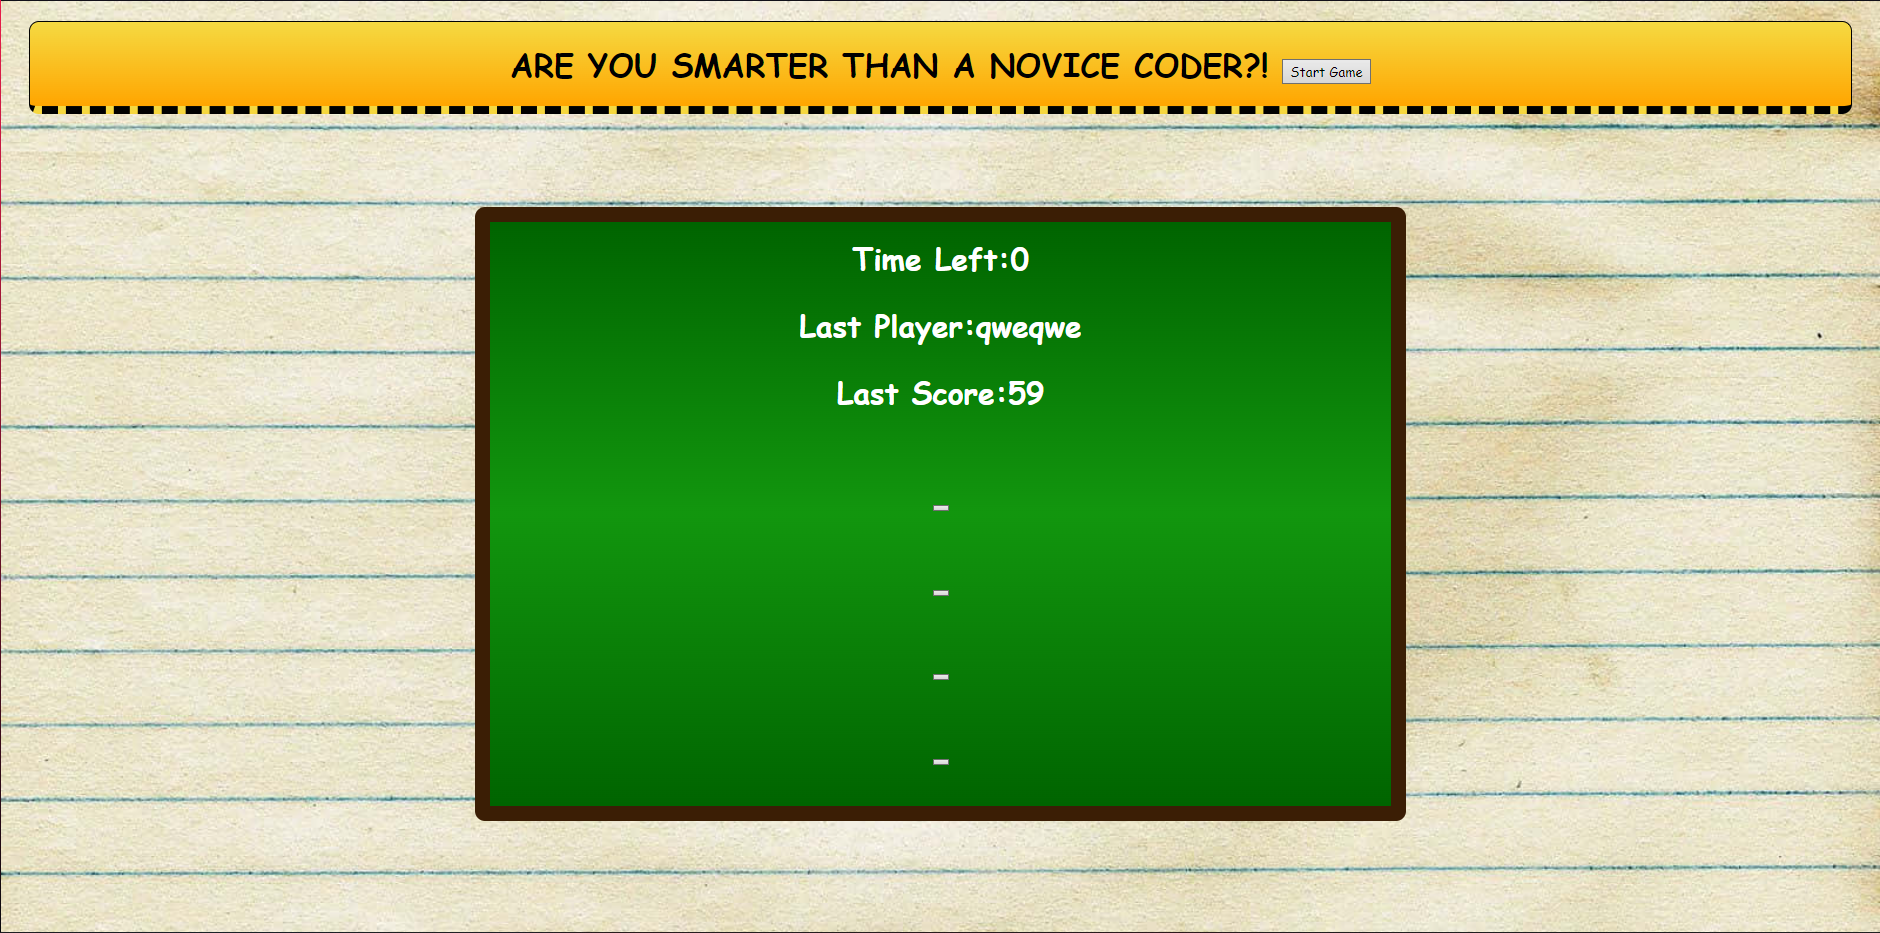 ARE YOU SMARTER THAN A NOVICE CODER?! Start Game
Time Left:0
Last Player:qweqwe
Last Score:59